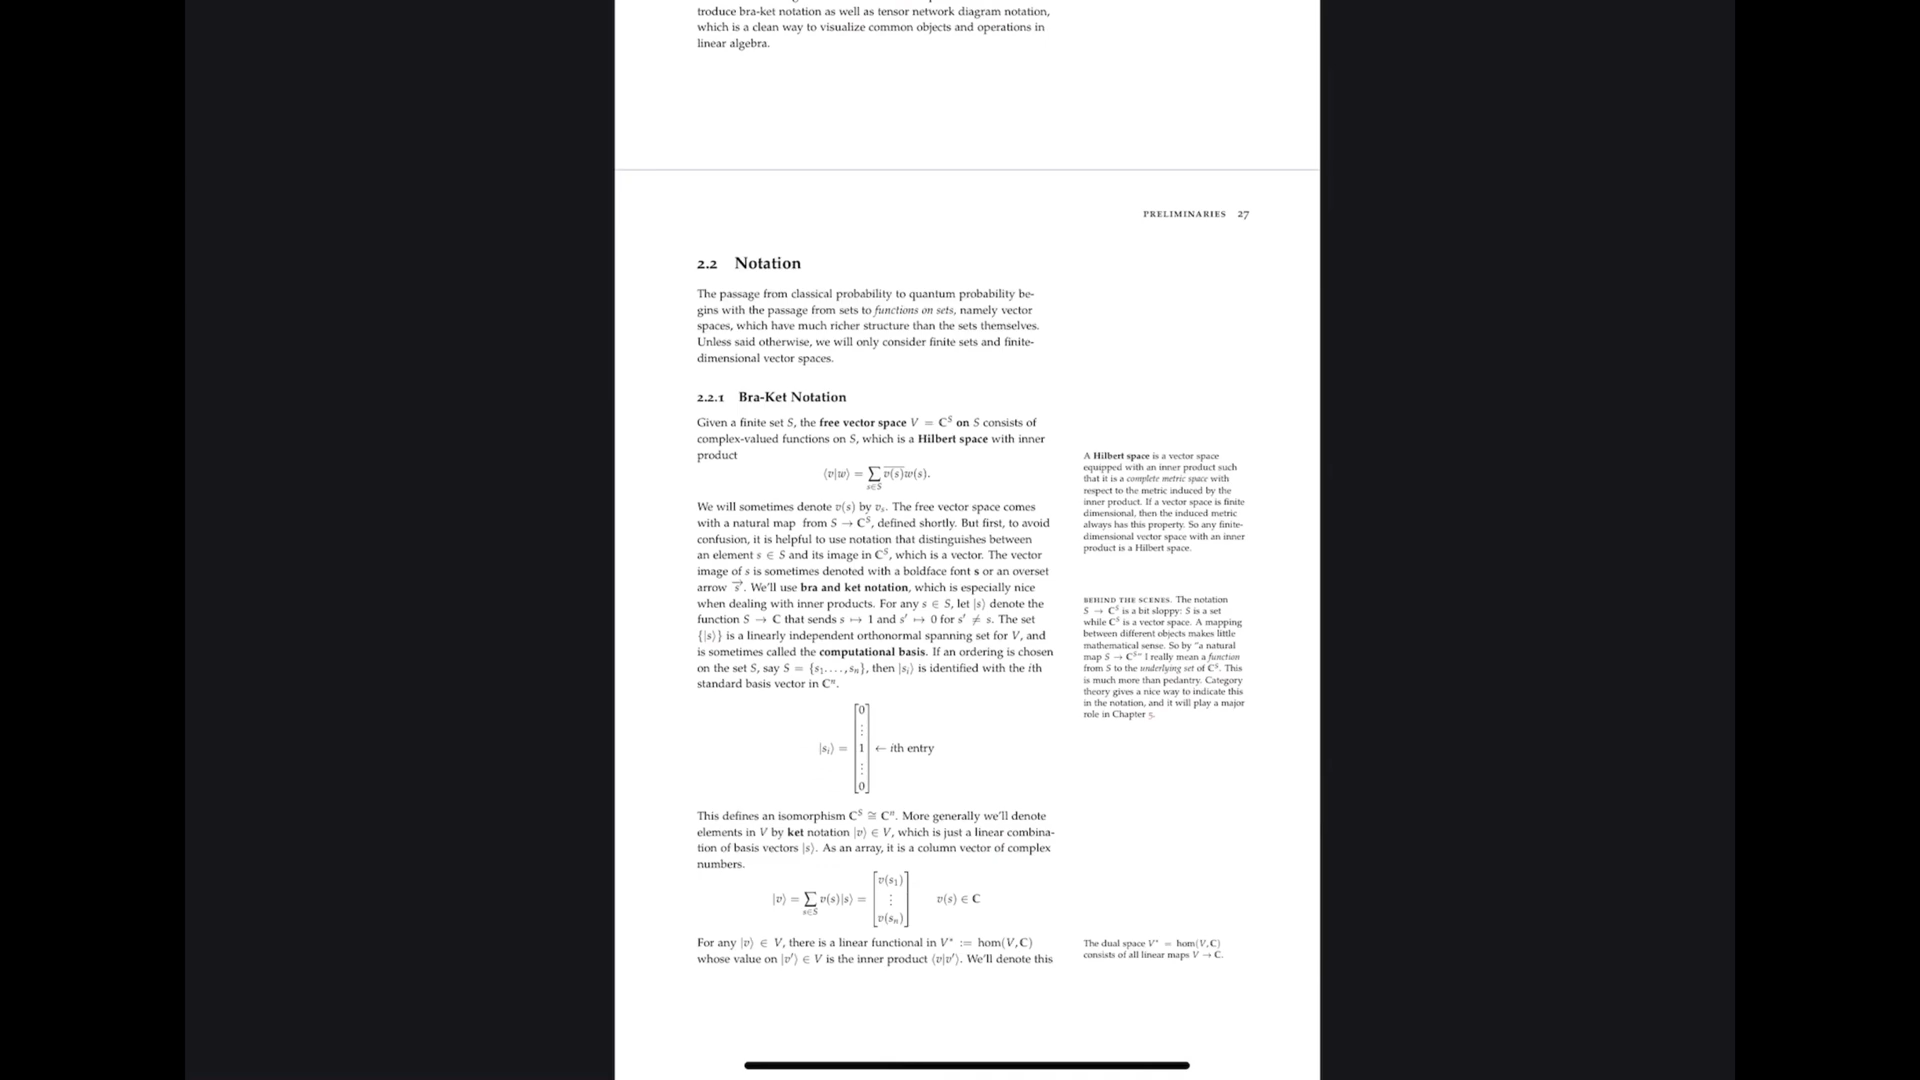 troduce bra-ket notation as well as tensor network diagram notation,
which is a clean way to visualize common objects and operations in
linear algebra.
PRELIMINARIES 27
2.2 Notation
The passage from classical probability to quantum probability be-
gins with the passage from sets to functions on sets, namely vector
spaces, which have much richer structure than the sets themselves.
Unless said otherwise, we will only consider finite sets and finite-
dimensional vector spaces.
2.2.1 Bra-Ket Notation
Given a finite set S, the free vector space V = C^S on S consists of
complex-valued functions on S, which is a Hilbert space with inner
product
⟨v|w⟩ = ∑_{s∈S} \overline{v(s)}w(s).
We will sometimes denote v(s) by v_s. The free vector space comes
with a natural map from S → C^S, defined shortly. But first, to avoid
confusion, it is helpful to use notation that distinguishes between
an element s ∈ S and its image in C^S, which is a vector. The vector
image of s is sometimes denoted with a boldface font s or an overset
arrow \overrightarrow{s}. We'll use bra and ket notation, which is especially nice
when dealing with inner products. For any s ∈ S, let |s⟩ denote the
function S → C that sends s ↦ 1 and s′ ↦ 0 for s′ ≠ s. The set
{|s⟩} is a linearly independent orthonormal spanning set for V, and
is sometimes called the computational basis. If an ordering is chosen
on the set S, say S = {s₁,...,sₙ}, then |sᵢ⟩ is identified with the ith
standard basis vector in Cⁿ.
|sᵢ⟩ = [0 ⋮ 1 ⋮ 0] ← ith entry
This defines an isomorphism C^S ≅ Cⁿ. More generally we'll denote
elements in V by ket notation |v⟩ ∈ V, which is just a linear combina-
tion of basis vectors |s⟩. As an array, it is a column vector of complex
numbers.
|v⟩ = ∑_{s∈S} v(s)|s⟩ = [v(s₁) ⋮ v(sₙ)] v(s) ∈ C
For any |v⟩ ∈ V, there is a linear functional in V* := hom(V, C)
whose value on |v′⟩ ∈ V is the inner product ⟨v|v′⟩. We'll denote this
A Hilbert space is a vector space
equipped with an inner product such
that it is a complete metric space with
respect to the metric induced by the
inner product. If a vector space is finite
dimensional, then the induced metric
always has this property. So any finite-
dimensional vector space with an inner
product is a Hilbert space.
BEHIND THE SCENES. The notation
S → C^S is a bit sloppy: S is a set
while C^S is a vector space. A mapping
between different objects makes little
mathematical sense. So by "a natural
map S → C^S" I really mean a function
from S to the underlying set of C^S. This
is much more than pedantry. Category
theory gives a nice way to indicate this
in the notation, and it will play a major
role in Chapter 5.
The dual space V* = hom(V, C)
consists of all linear maps V → C.